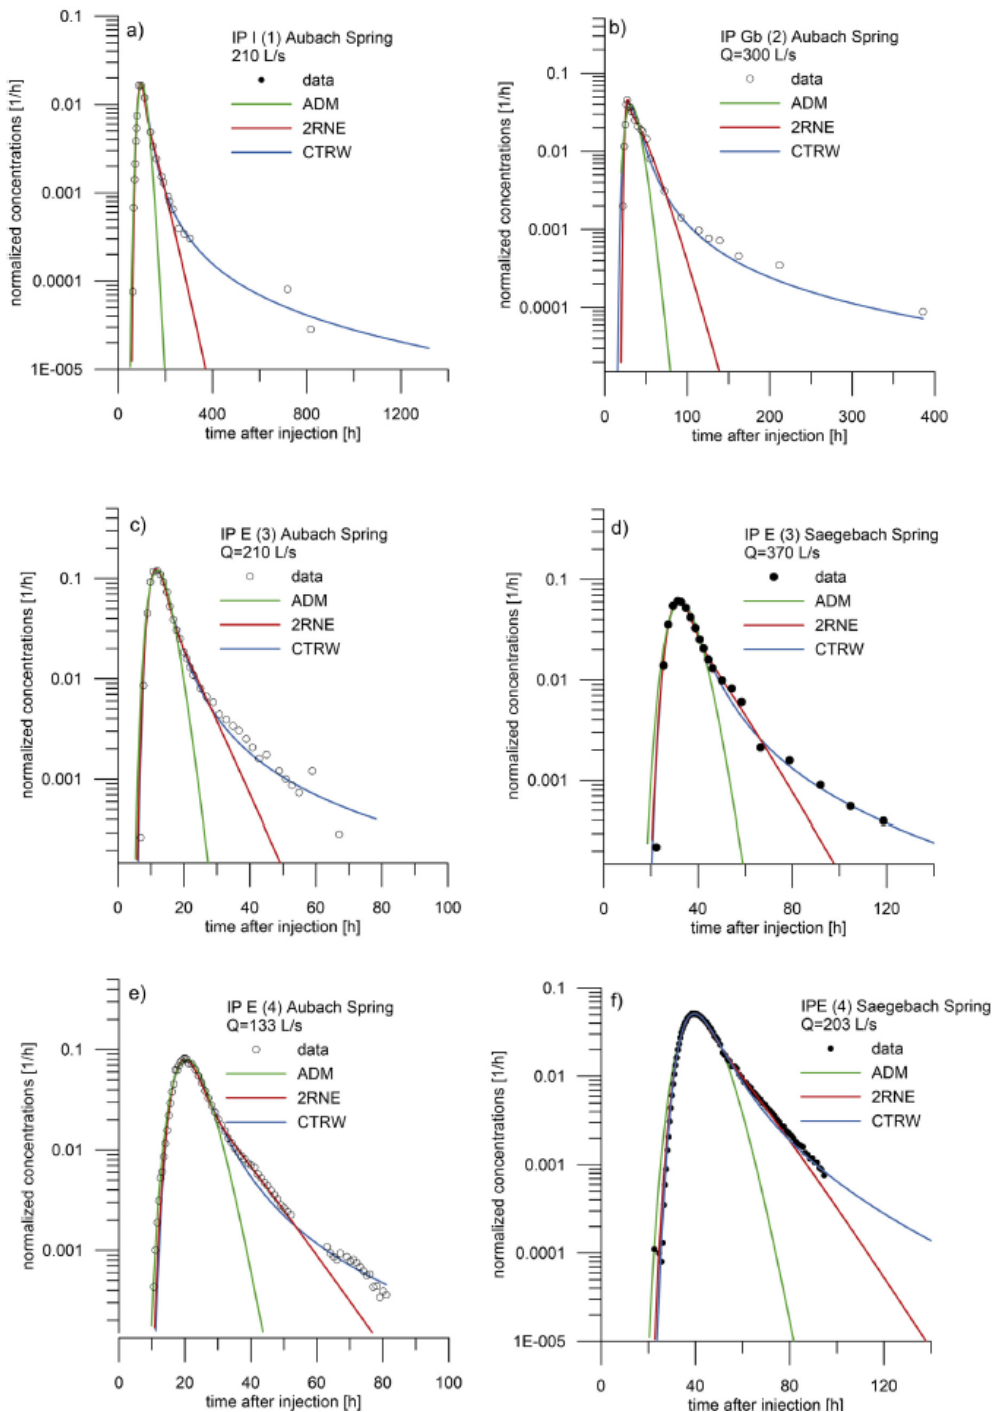 a)
IP I (1) Aubach Spring
210 L/s
data
ADM
2RNE
CTRW
normalized concentrations [1/h]
0.1
0.01
0.001
0.0001
1E-005
0 400 800 1200
time after injection [h]
b)
IP Gb (2) Aubach Spring
Q=300 L/s
data
ADM
2RNE
CTRW
normalized concentrations [1/h]
0.1
0.01
0.001
0.0001
0 100 200 300 400
time after injection [h]
c)
IP E (3) Aubach Spring
Q=210 L/s
data
ADM
2RNE
CTRW
normalized concentrations [1/h]
0.1
0.01
0.001
0 20 40 60 80 100
time after injection [h]
d)
IP E (3) Saegebach Spring
Q=370 L/s
data
ADM
2RNE
CTRW
normalized concentrations [1/h]
0.1
0.01
0.001
0 40 80 120
time after injection [h]
e)
IP E (4) Aubach Spring
Q=133 L/s
data
ADM
2RNE
CTRW
normalized concentrations [1/h]
0.1
0.01
0.001
0 20 40 60 80 100
time after injection [h]
f)
IPE (4) Saegebach Spring
Q=203 L/s
data
ADM
2RNE
CTRW
normalized concentrations [1/h]
0.1
0.01
0.001
0.0001
1E-005
0 40 80 120
time after injection [h]